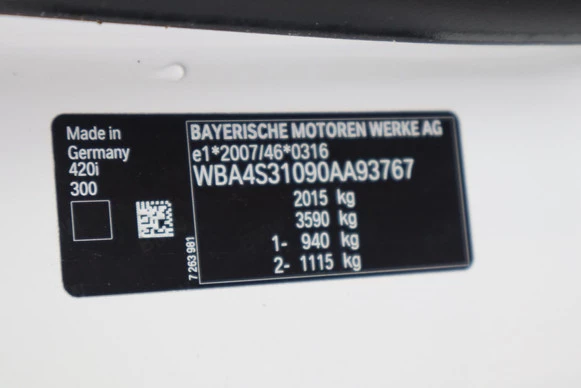 Made in
Germany
420i
300
7 263 981
BAYERISCHE MOTOREN WERKE AG
e1*2007/46*0316
WBA4S31090AA93767
2015 kg
3590 kg
1- 940 kg
2- 1115 kg